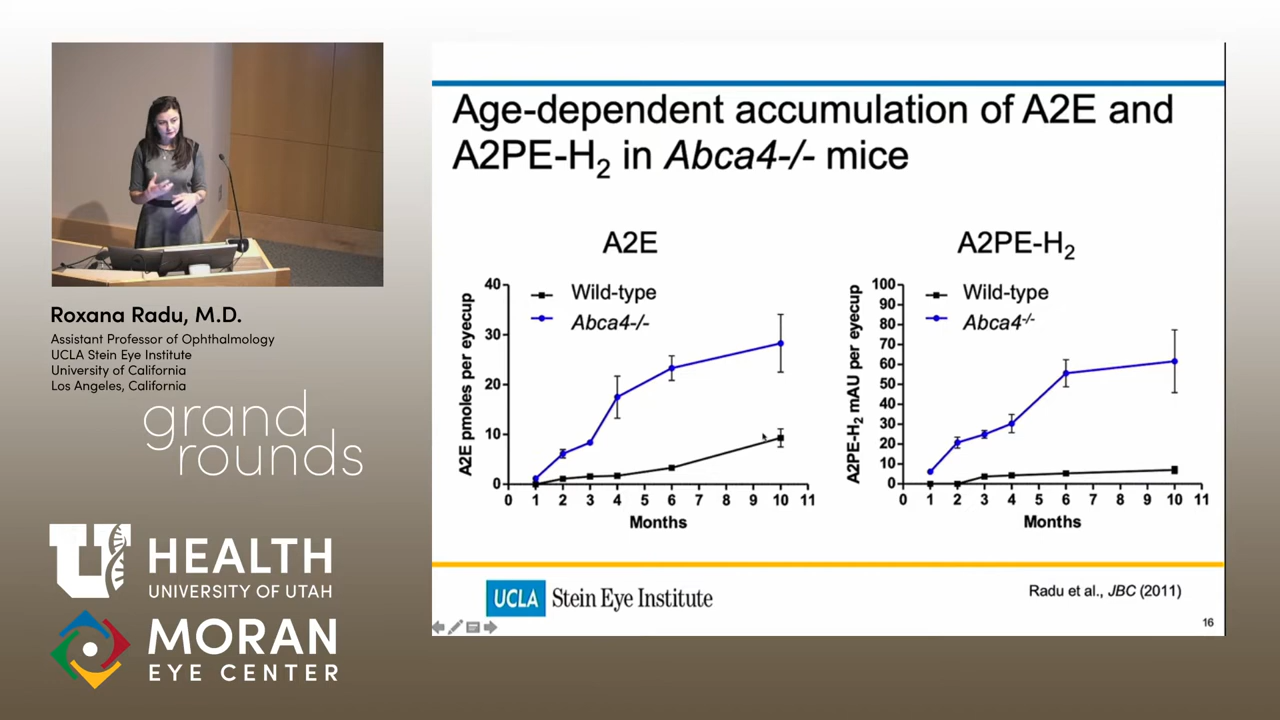 Age-dependent accumulation of A2E and
A2PE-H₂ in Abca4-/- mice
A2E
A2E pmoles per eyecup
Wild-type
Abca4-/-
40
30
20
10
0
0 1 2 3 4 5 6 7 8 9 10 11
Months
A2PE-H₂
A2PE-H₂ mAU per eyecup
Wild-type
Abca4-/-
100
90
80
70
60
50
40
30
20
10
0
0 1 2 3 4 5 6 7 8 9 10 11
Months
UCLA Stein Eye Institute
Radu et al., JBC (2011)
16
Roxana Radu, M.D.
Assistant Professor of Ophthalmology
UCLA Stein Eye Institute
University of California
Los Angeles, California
grand
rounds
U HEALTH
UNIVERSITY OF UTAH
MORAN
EYE CENTER